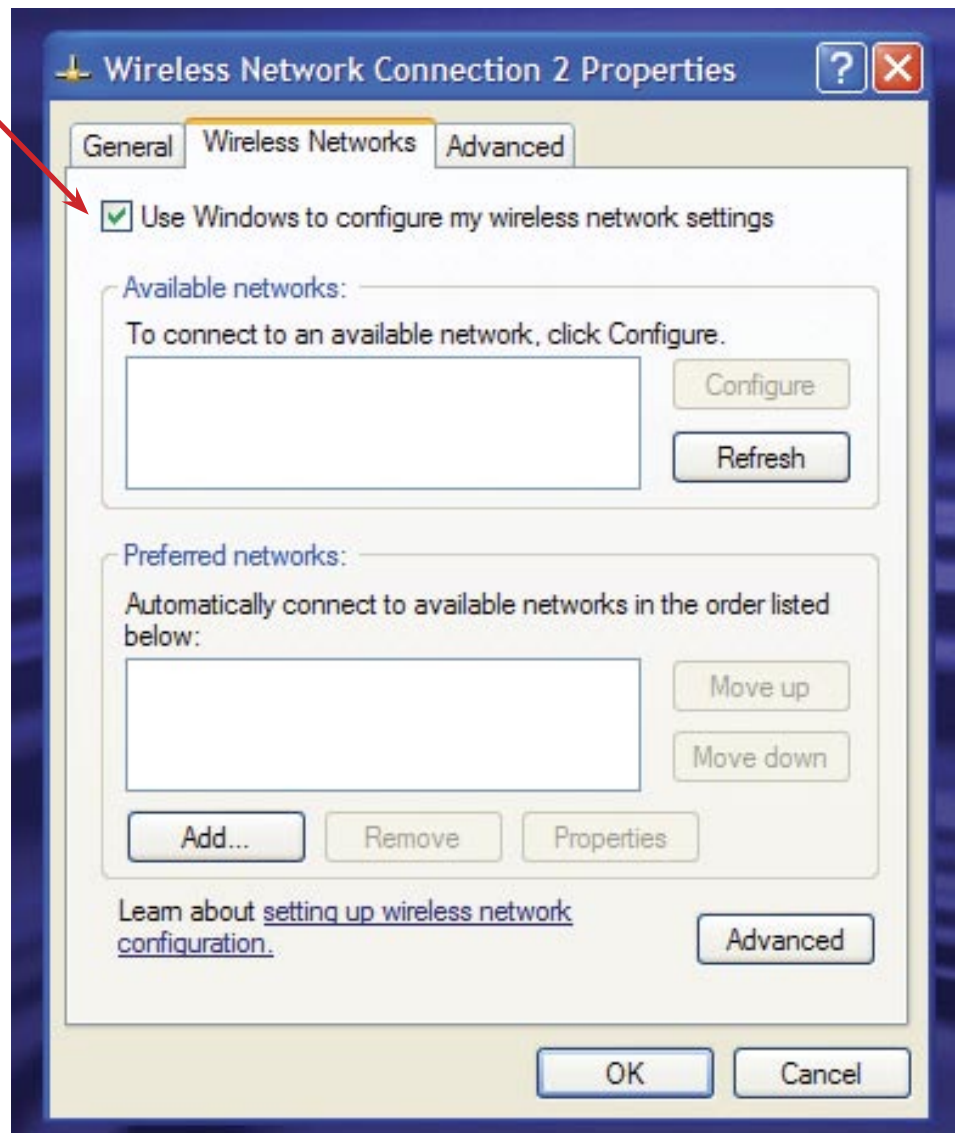 Wireless Network Connection 2 Properties
General
Wireless Networks
Advanced
Use Windows to configure my wireless network settings
Available networks:
To connect to an available network, click Configure.
Configure
Refresh
Preferred networks:
Automatically connect to available networks in the order listed
below:
Move up
Move down
Add...
Remove
Properties
Learn about setting up wireless network
configuration.
Advanced
OK
Cancel